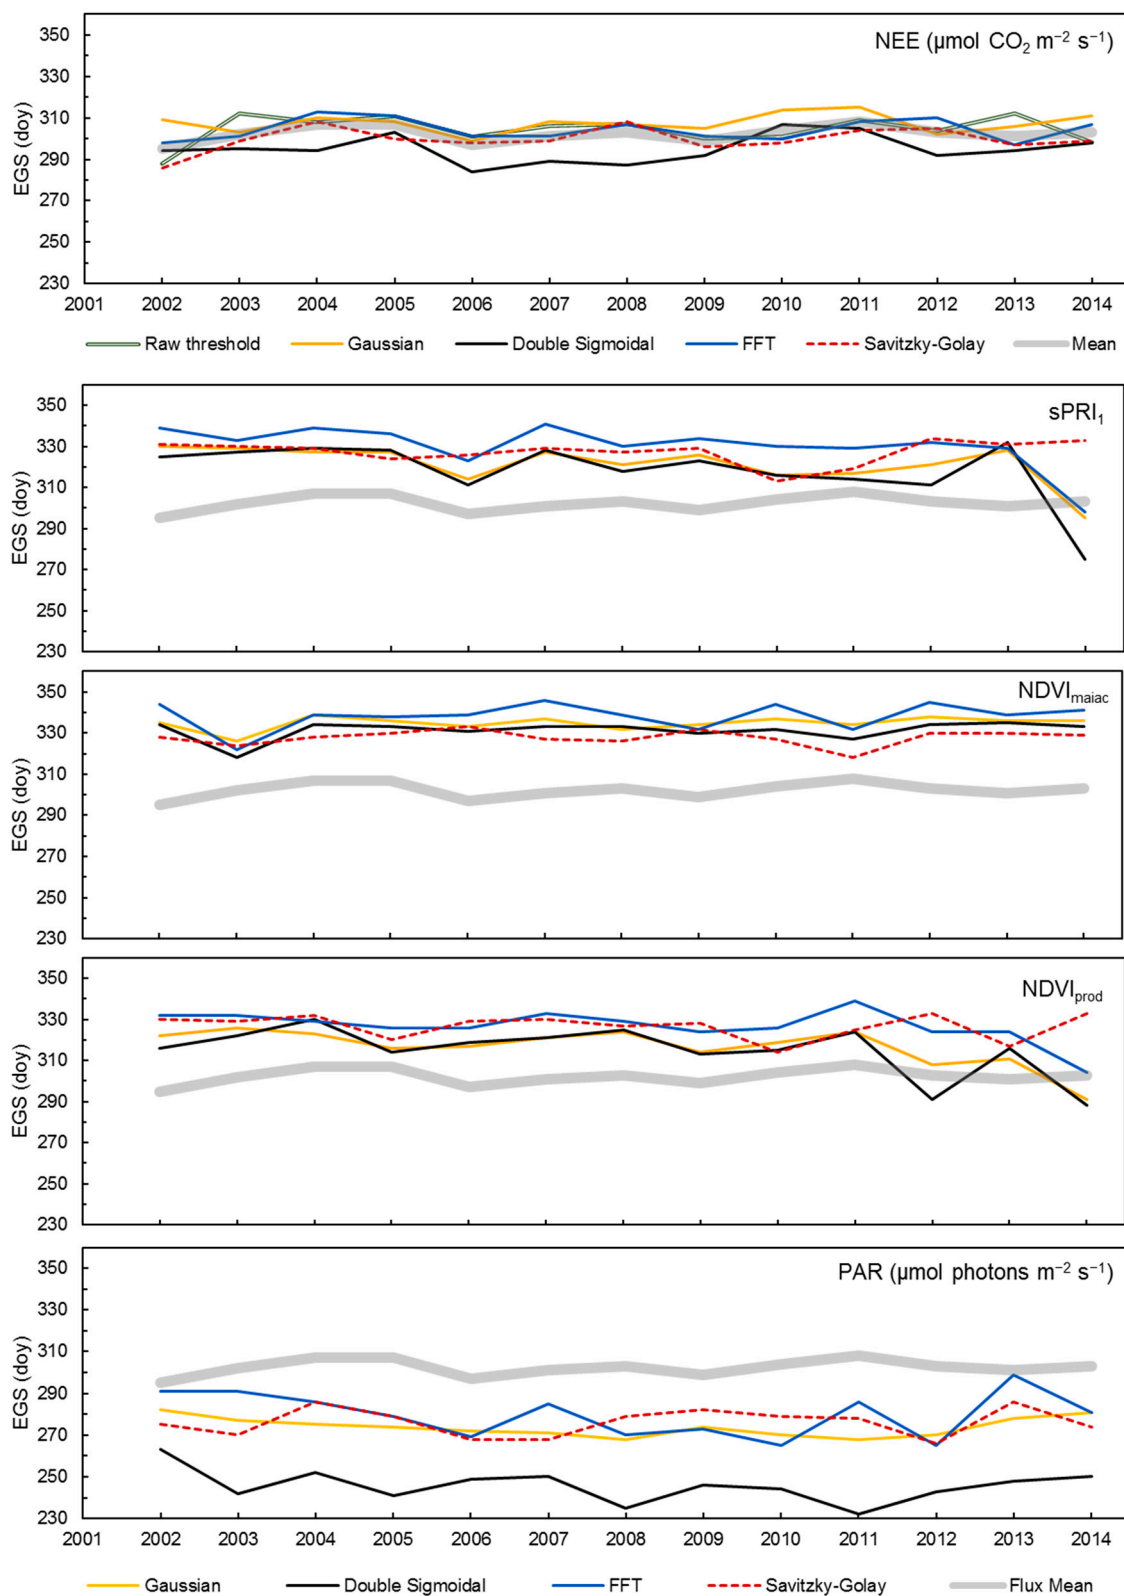 NEE (μmol CO₂ m⁻² s⁻¹)
EGS (doy)
350
330
310
290
270
250
230
2001 2002 2003 2004 2005 2006 2007 2008 2009 2010 2011 2012 2013 2014
Raw threshold Gaussian Double Sigmoidal FFT Savitzky-Golay Mean
sPRI₁
EGS (doy)
350
330
310
290
270
250
230
NDVImaiac
EGS (doy)
350
330
310
290
270
250
230
NDVIprod
EGS (doy)
350
330
310
290
270
250
230
PAR (μmol photons m⁻² s⁻¹)
EGS (doy)
350
330
310
290
270
250
230
2001 2002 2003 2004 2005 2006 2007 2008 2009 2010 2011 2012 2013 2014
Gaussian Double Sigmoidal FFT Savitzky-Golay Flux Mean